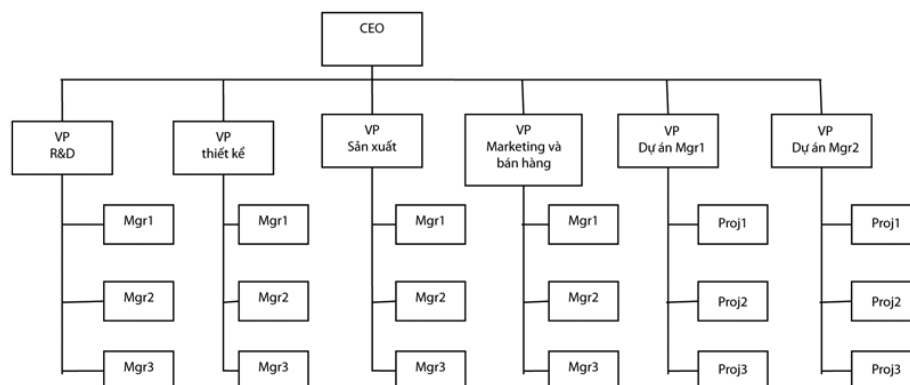 CEO
VP
R&D
VP
thiết kế
VP
Sản xuất
VP
Marketing và
bán hàng
VP
Dự án Mgr1
VP
Dự án Mgr2
Mgr1
Mgr1
Mgr1
Mgr1
Proj1
Proj1
Mgr2
Mgr2
Mgr2
Mgr2
Proj2
Proj2
Mgr3
Mgr3
Mgr3
Mgr3
Proj3
Proj3